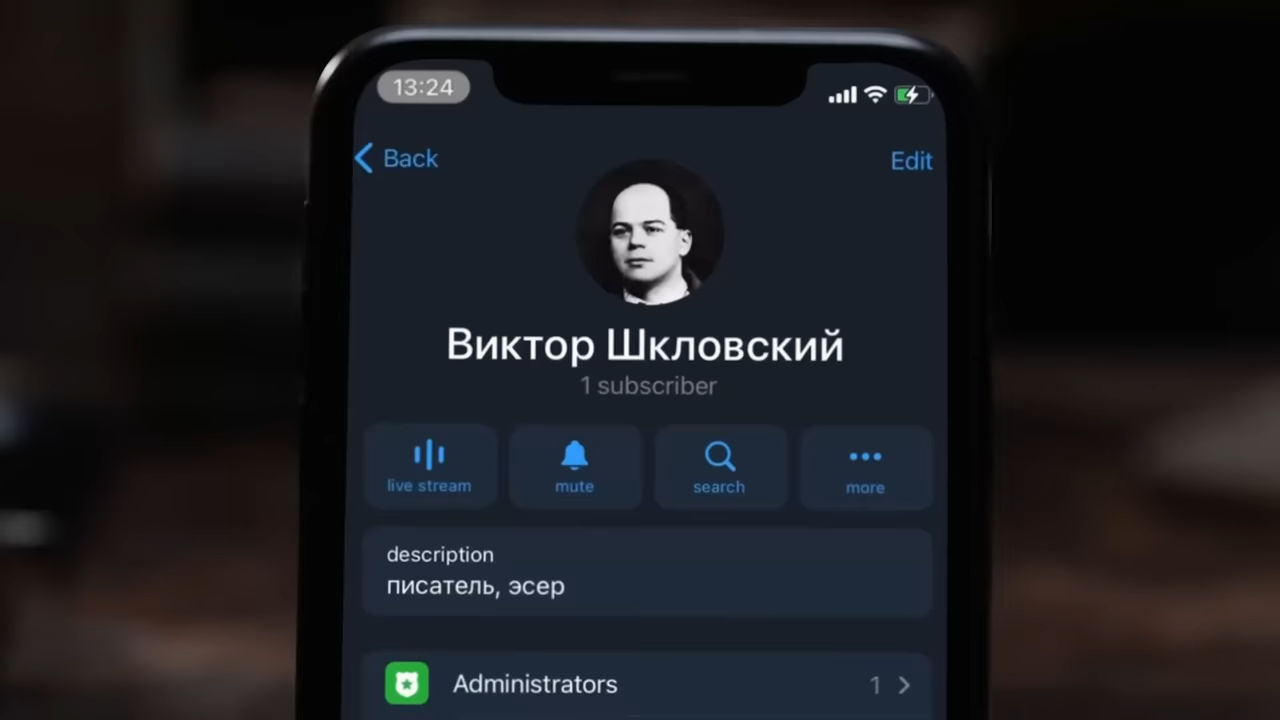 13:24
Back
Edit
Виктор Шкловский
1 subscriber
live stream
mute
search
more
description
писатель, эсер
Administrators
1